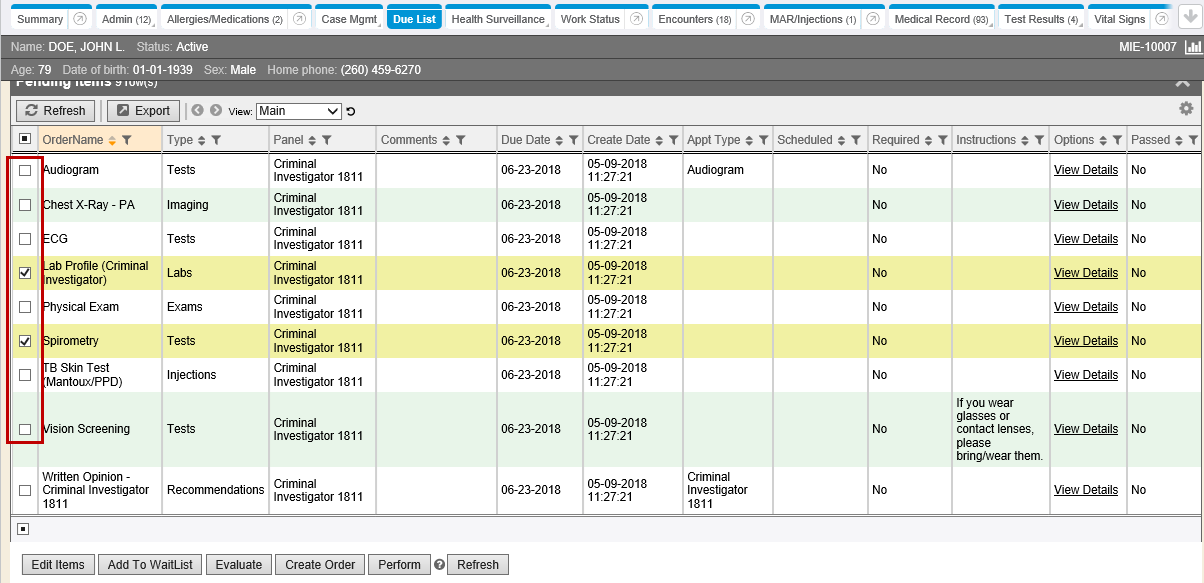 Summary Admin (12) Allergies/Medications (2) Case Mgmt Due List Health Surveillance Work Status Encounters (18) MAR/Injections (1) Medical Record (93) Test Results (4) Vital Signs
Name: DOE, JOHN L. Status: Active MIE-10007
Age: 79 Date of birth: 01-01-1939 Sex: Male Home phone: (260) 459-6270
Pending Items 9 row(s)
Refresh Export View: Main
OrderName Type Panel Comments Due Date Create Date Appt Type Scheduled Required Instructions Options Passed
Audiogram Tests Criminal Investigator 1811 06-23-2018 05-09-2018 11:27:21 Audiogram No View Details No
Chest X-Ray - PA Imaging Criminal Investigator 1811 06-23-2018 05-09-2018 11:27:21 No View Details No
ECG Tests Criminal Investigator 1811 06-23-2018 05-09-2018 11:27:21 No View Details No
Lab Profile (Criminal Investigator) Labs Criminal Investigator 1811 06-23-2018 05-09-2018 11:27:21 No View Details No
Physical Exam Exams Criminal Investigator 1811 06-23-2018 05-09-2018 11:27:21 No View Details No
Spirometry Tests Criminal Investigator 1811 06-23-2018 05-09-2018 11:27:21 No View Details No
TB Skin Test (Mantoux/PPD) Injections Criminal Investigator 1811 06-23-2018 05-09-2018 11:27:21 No View Details No
Vision Screening Tests Criminal Investigator 1811 06-23-2018 05-09-2018 11:27:21 No If you wear glasses or contact lenses, please bring/wear them. View Details No
Written Opinion - Criminal Investigator 1811 Recommendations Criminal Investigator 1811 06-23-2018 05-09-2018 11:27:21 Criminal Investigator 1811 No View Details No
Edit Items Add To WaitList Evaluate Create Order Perform Refresh